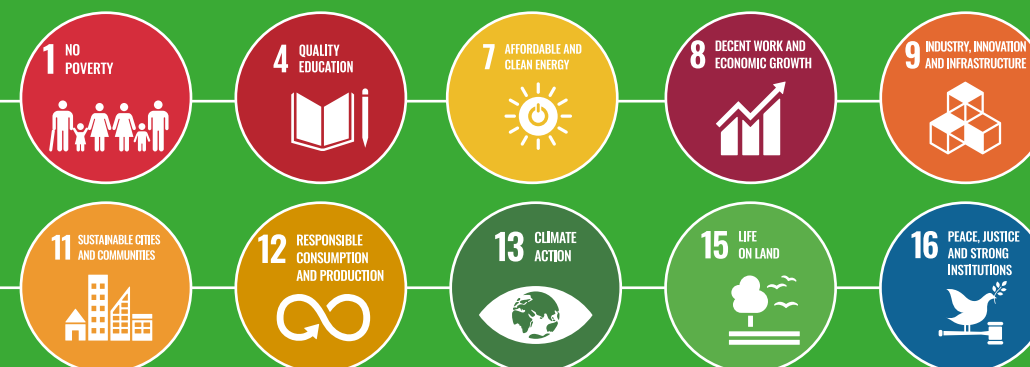 1 NO
POVERTY
4 QUALITY
EDUCATION
7 AFFORDABLE AND
CLEAN ENERGY
8 DECENT WORK AND
ECONOMIC GROWTH
9 INDUSTRY, INNOVATION
AND INFRASTRUCTURE
11 SUSTAINABLE CITIES
AND COMMUNITIES
12 RESPONSIBLE
CONSUMPTION
AND PRODUCTION
13 CLIMATE
ACTION
15 LIFE
ON LAND
16 PEACE, JUSTICE
AND STRONG
INSTITUTIONS